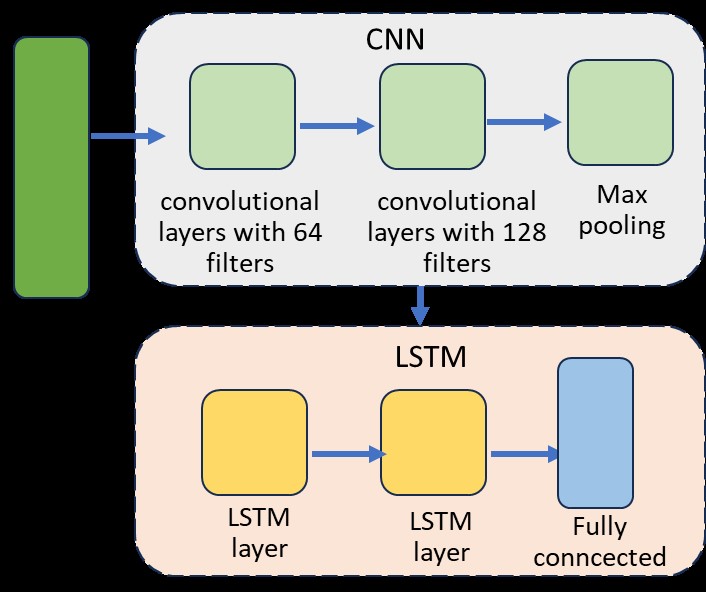 CNN
convolutional
layers with 64
filters
convolutional
layers with 128
filters
Max
pooling
LSTM
LSTM
layer
LSTM
layer
Fully
conncected